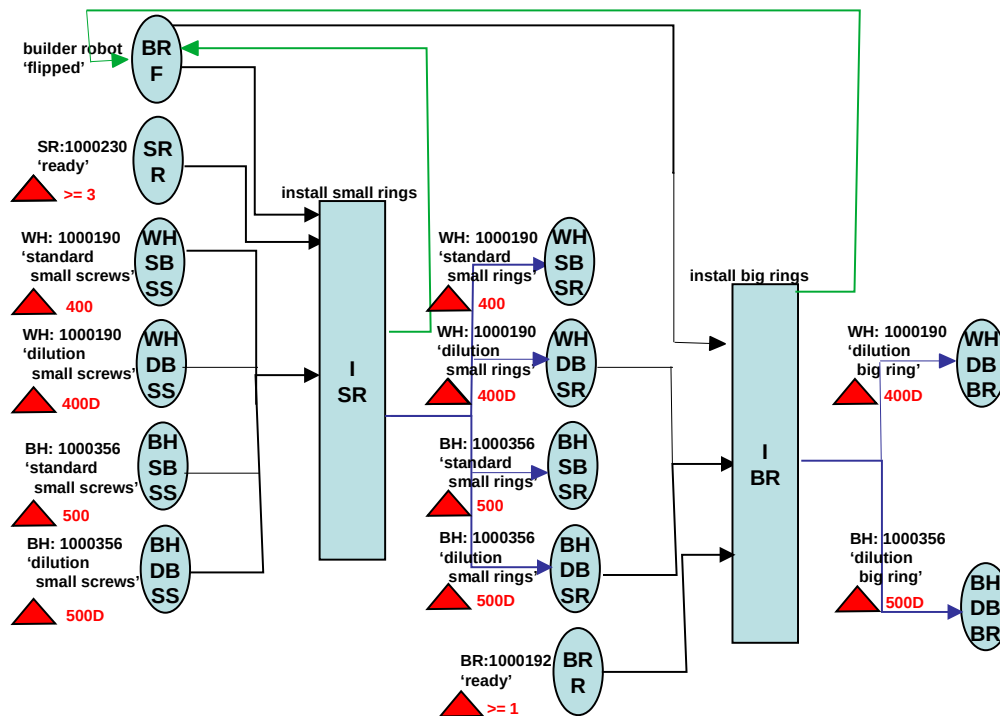 builder robot
‘flipped’
BR
F
SR:1000230
‘ready’
>= 3
SR
R
install small rings
I
SR
WH: 1000190
‘standard
small screws’
400
WH
SB
SS
WH: 1000190
‘dilution
small screws’
400D
WH
DB
SS
BH: 1000356
‘standard
small screws’
500
BH
SB
SS
BH: 1000356
‘dilution
small screws’
500D
BH
DB
SS
WH: 1000190
‘standard
small rings’
400
WH
SB
SR
WH: 1000190
‘dilution
small rings’
400D
WH
DB
SR
BH: 1000356
‘standard
small rings’
500
BH
SB
SR
BH: 1000356
‘dilution
small rings’
500D
BH
DB
SR
BR:1000192
‘ready’
>= 1
BR
R
install big rings
I
BR
WH: 1000190
‘dilution
big ring’
400D
WH
DB
BR
BH: 1000356
‘dilution
big ring’
500D
BH
DB
BR